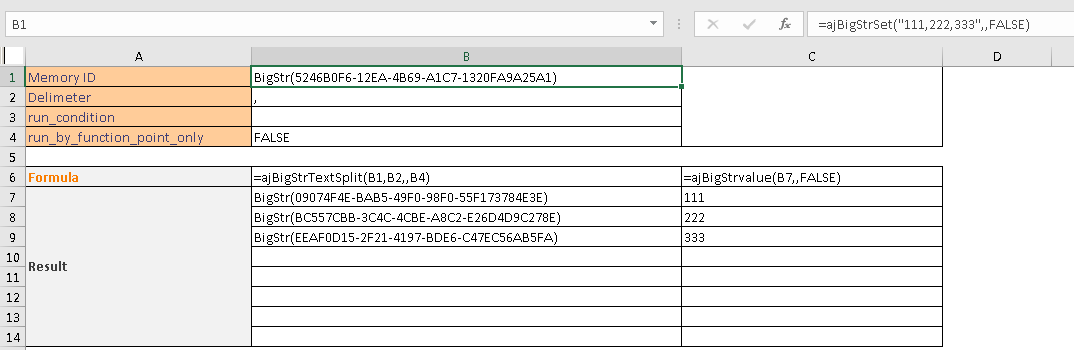 B1
=ajBigStrSet("111,222,333",,FALSE)
A B C D
1 Memory ID BigStr(5246B0F6-12EA-4B69-A1C7-1320FA9A25A1)
2 Delimeter ,
3 run_condition
4 run_by_function_point_only FALSE
5
6 Formula =ajBigStrTextSplit(B1,B2,,B4) =ajBigStrvalue(B7,,FALSE)
7 BigStr(09074F4E-BAB5-49F0-98F0-55F173784E3E) 111
8 BigStr(BC557CBB-3C4C-4CBE-A8C2-E26D4D9C278E) 222
9 BigStr(EEAF0D15-2F21-4197-BDE6-C47EC56AB5FA) 333
10 Result
11
12
13
14